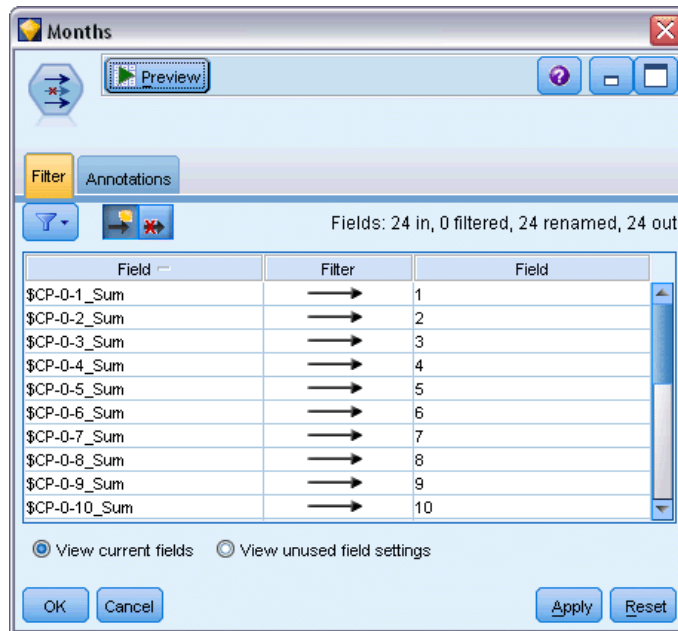 Months
Preview
Filter Annotations
Fields: 24 in, 0 filtered, 24 renamed, 24 out
Field Filter Field
$CP-0-1_Sum 1
$CP-0-2_Sum 2
$CP-0-3_Sum 3
$CP-0-4_Sum 4
$CP-0-5_Sum 5
$CP-0-6_Sum 6
$CP-0-7_Sum 7
$CP-0-8_Sum 8
$CP-0-9_Sum 9
$CP-0-10_Sum 10
View current fields View unused field settings
OK Cancel Apply Reset